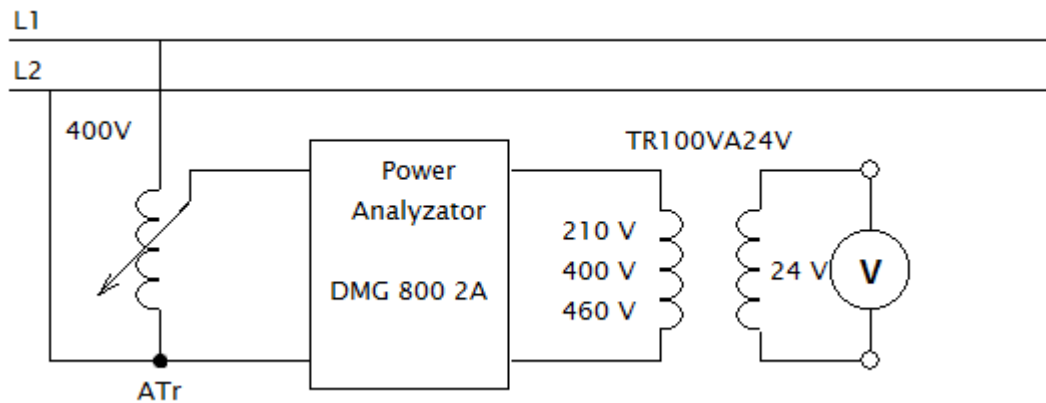 L1
L2
400V
TR100VA24V
Power
Analyzator
DMG 800 2A
210 V
400 V
460 V
24 V
V
ATr